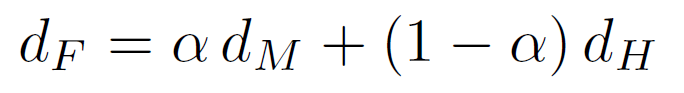 d_F = α d_M + (1 − α) d_H